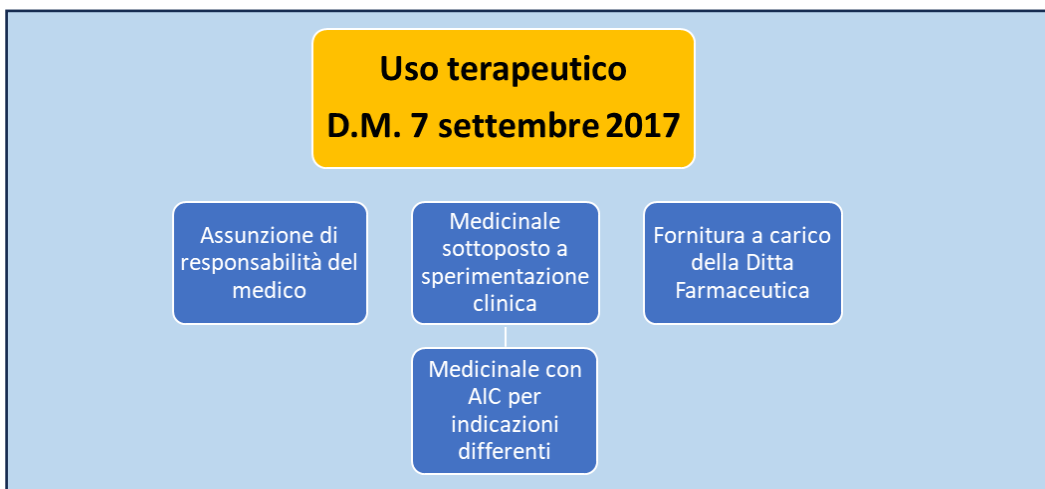 Uso terapeutico
D.M. 7 settembre 2017
Assunzione di
responsabilità del
medico
Medicinale
sottoposto a
sperimentazione
clinica
Fornitura a carico
della Ditta
Farmaceutica
Medicinale con
AIC per
indicazioni
differenti